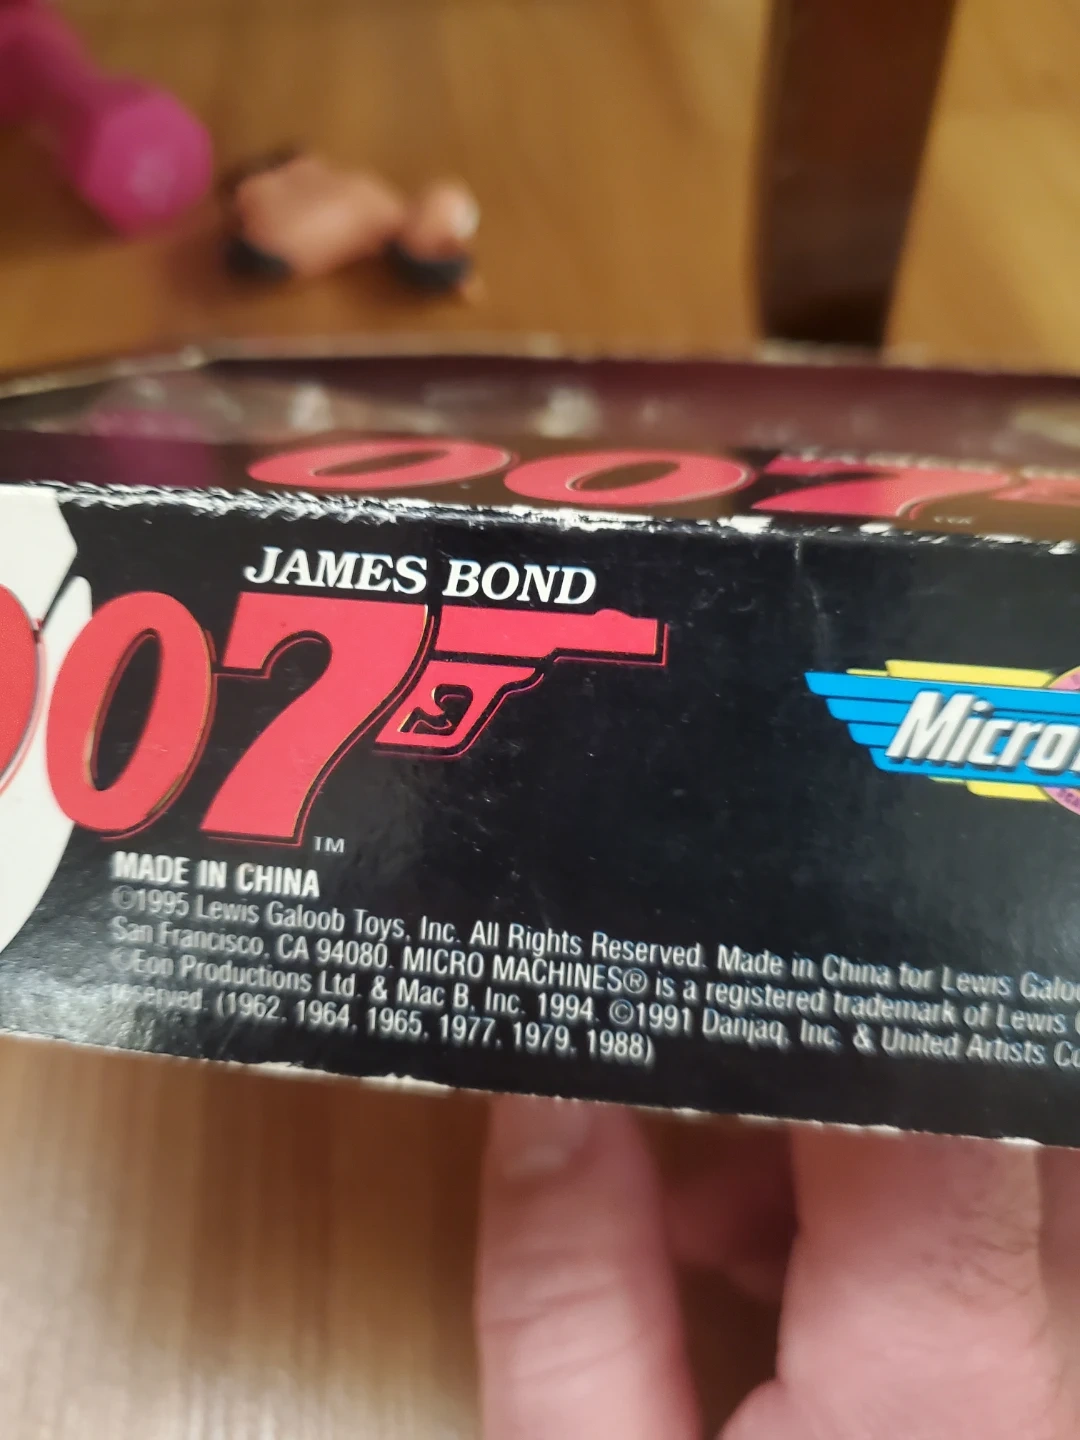 007
JAMES BOND
007
TM
Micro
MADE IN CHINA
©1995 Lewis Galoob Toys, Inc. All Rights Reserved. Made in China for Lewis
San Francisco, CA 94080. MICRO MACHINES® is a registered trademark of Lewis
©Eon Productions Ltd. & Mac B, Inc. 1994. ©1991 Danjaq, Inc. & United Artists
reserved. (1962, 1964, 1965, 1977, 1979, 1988)